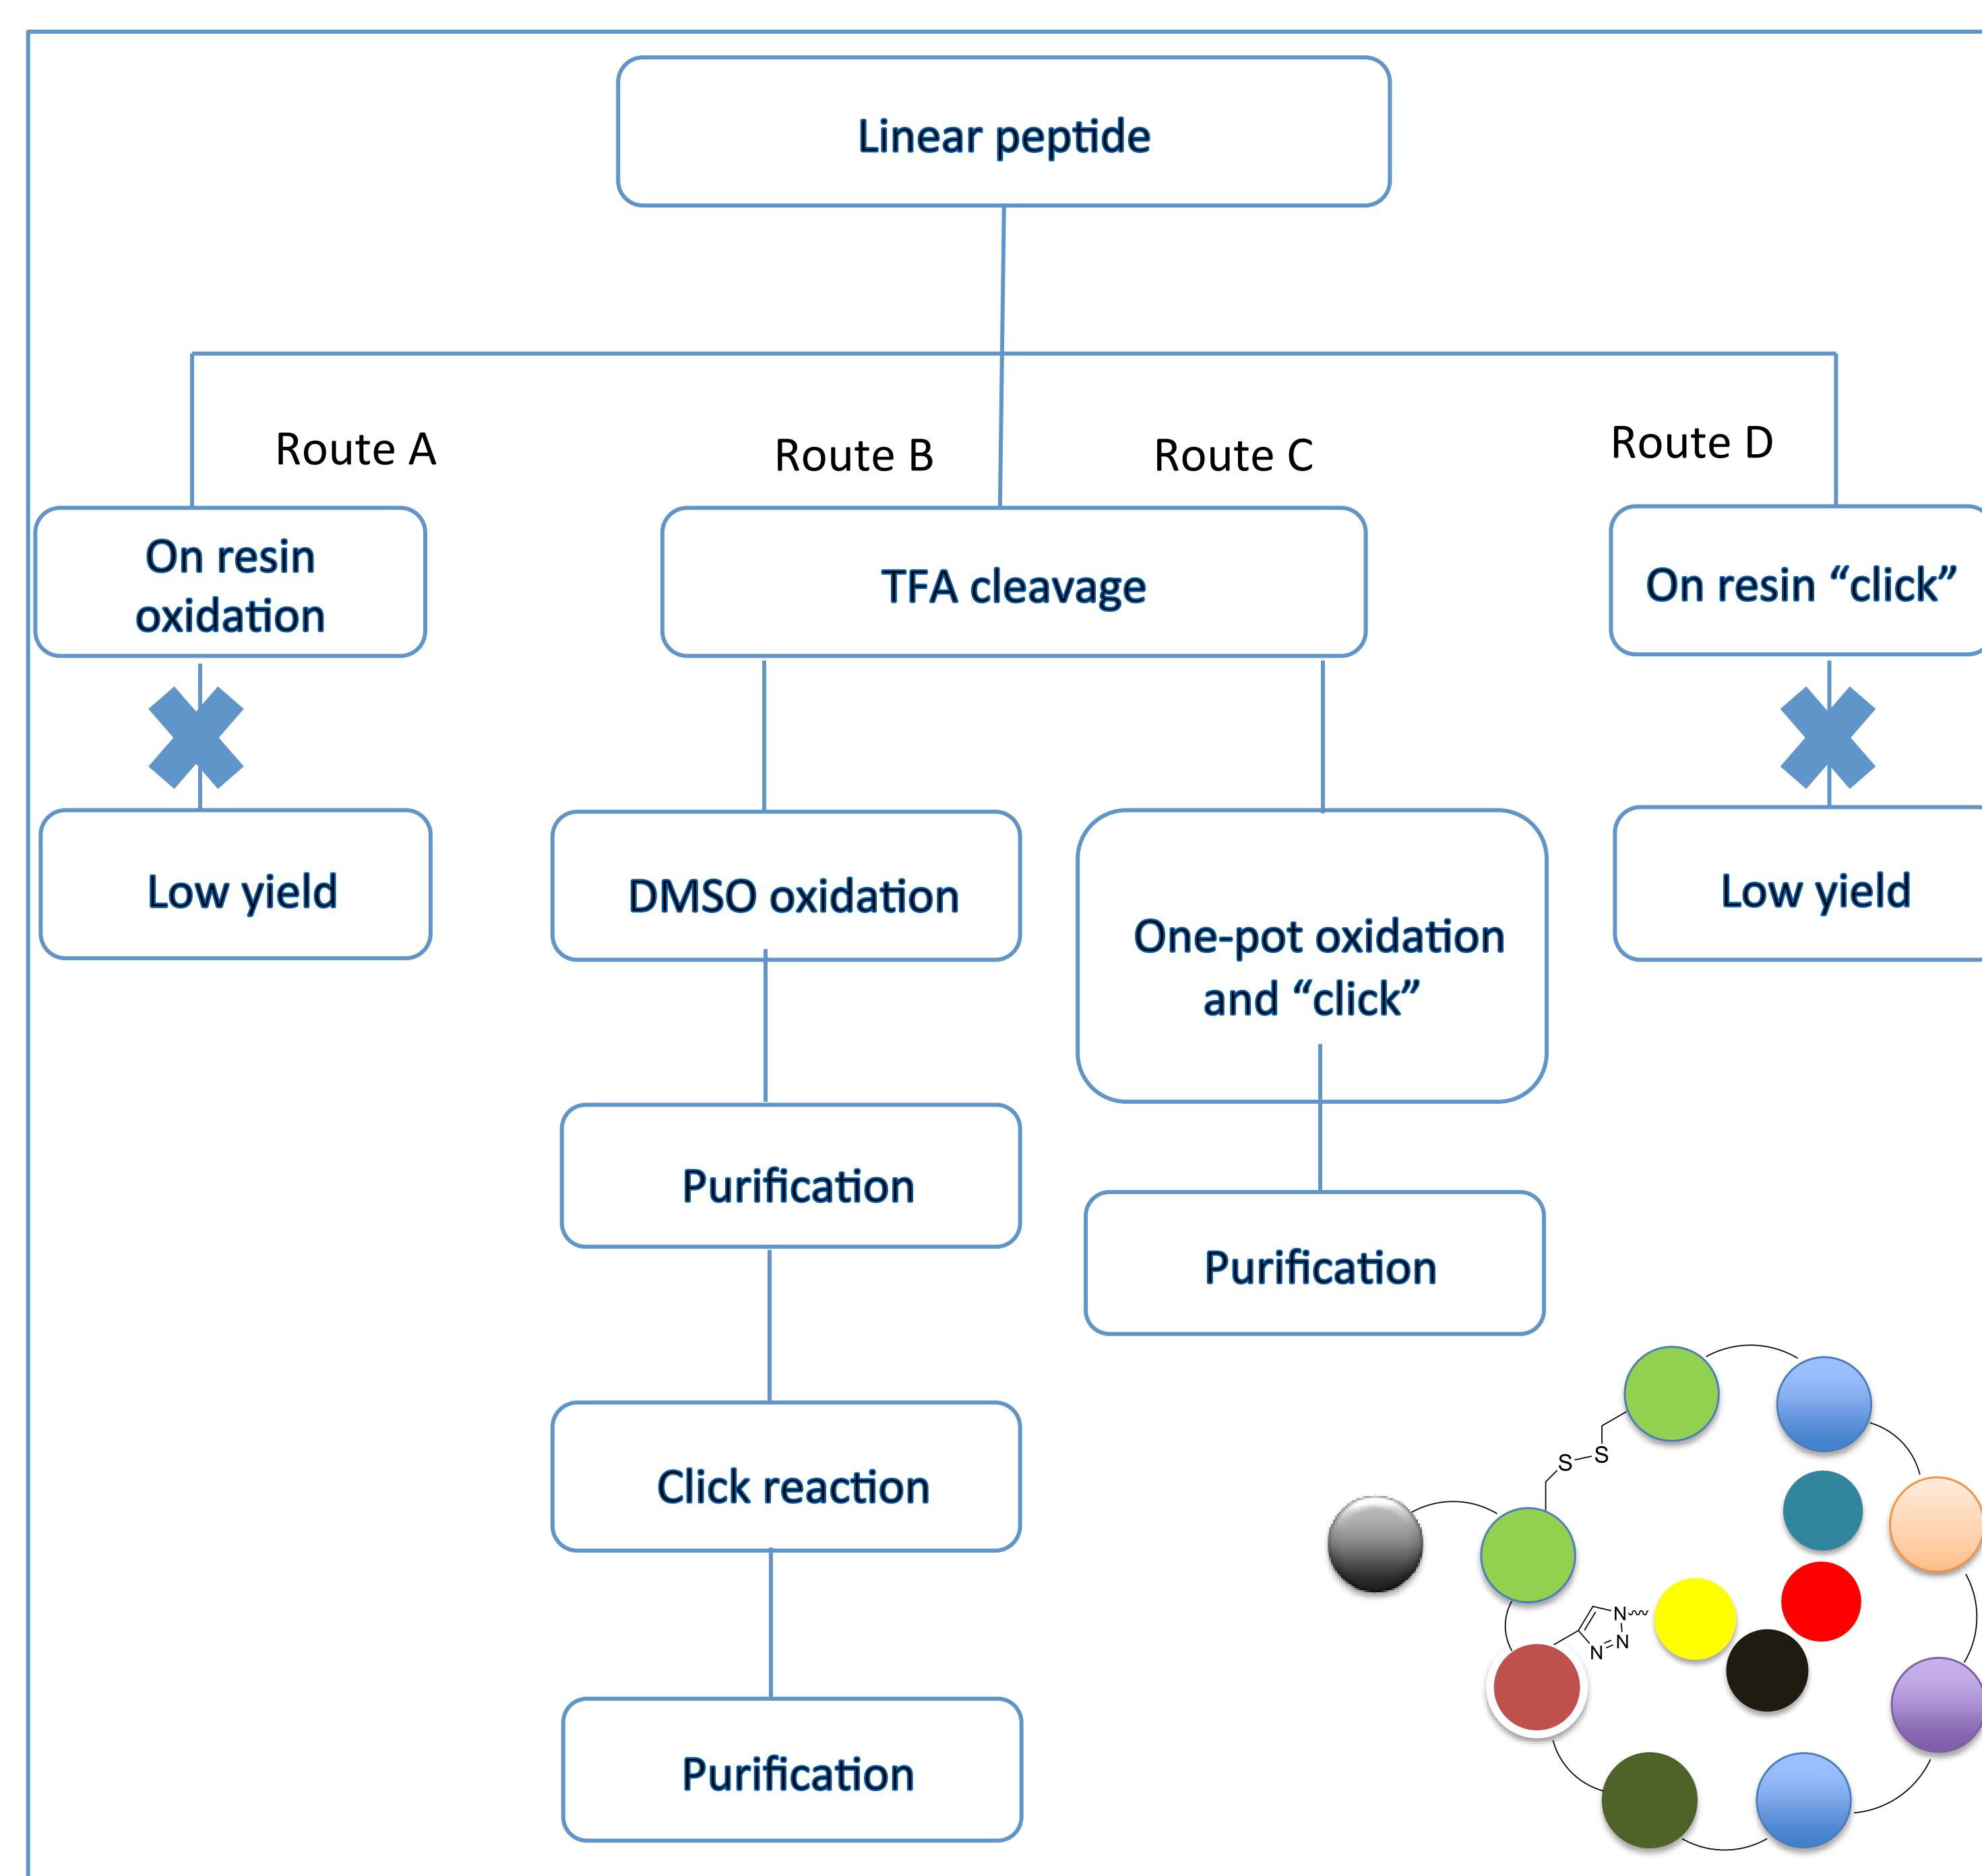 Linear peptide
Route A
Route B
Route C
Route D
On resin
oxidation
TFA cleavage
On resin “click”
Low yield
DMSO oxidation
One-pot oxidation
and “click”
Low yield
Purification
Purification
Click reaction
Purification
S
S
N
N
N